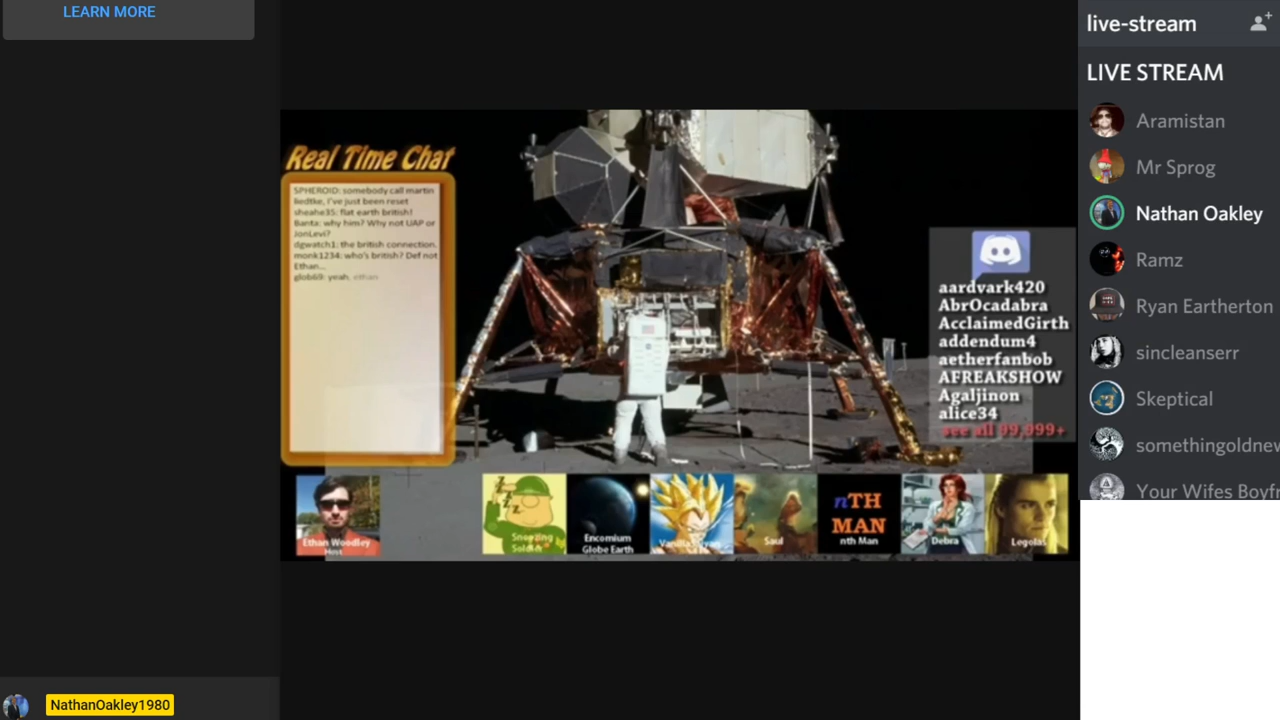 LEARN MORE
live-stream
LIVE STREAM
Aramistan
Mr Sprog
Nathan Oakley
Ramz
Ryan Eartherton
sincleanserr
Skeptical
somethingoldnew
Your Wifes Boyfr
Real Time Chat
SPHEROID: somebody call martin
liedtke, I've just been reset
sheahe35: flat earth british!
Banta: why him? Why not UAP or
JonLevi?
dgwatch1: the british connection.
monk1234: who's british? Def not
Ethan...
glob69: yeah, ethan
aardvark420
AbrOcadabra
AcclaimedGirth
addendum4
aetherfanbob
AFREAKSHOW
Agaljinon
alice34
see all 99,999+
Ethan Woodley
Host
Snoozing
Soldier
Encomium
Globe Earth
nTH
MAN
Saul
nth Man
Debra
Legolas
NathanOakley1980